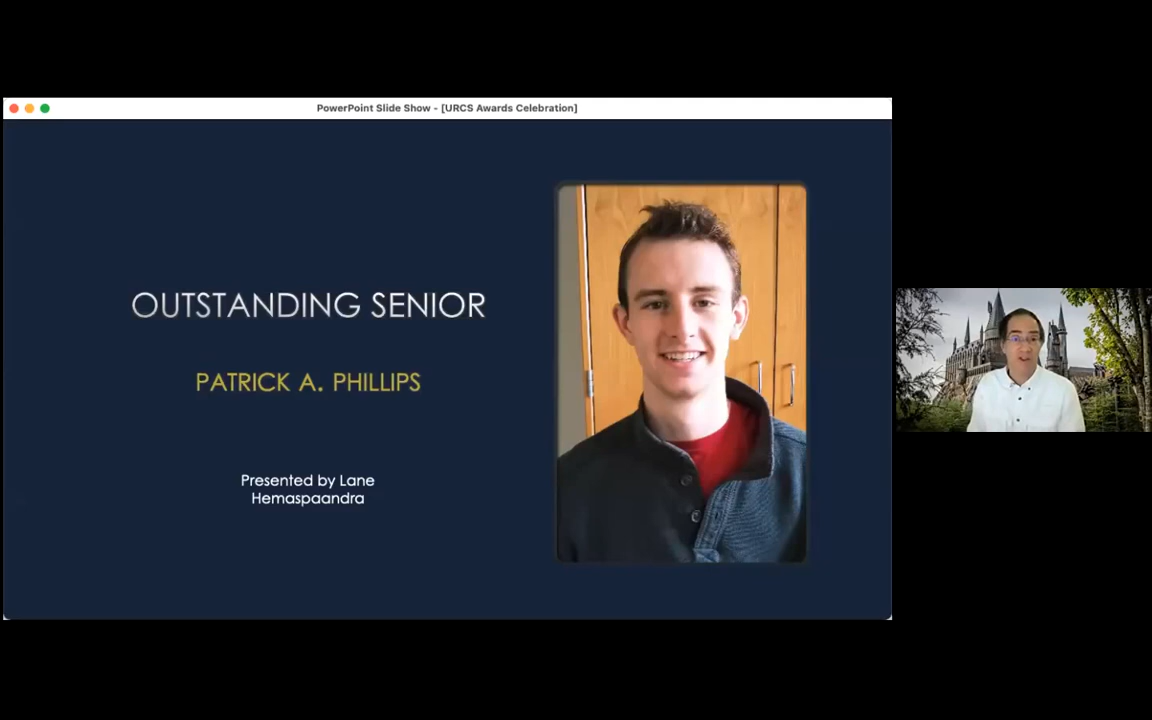 PowerPoint Slide Show - [URCS Awards Celebration]
OUTSTANDING SENIOR
PATRICK A. PHILLIPS
Presented by Lane
Hemaspaandra